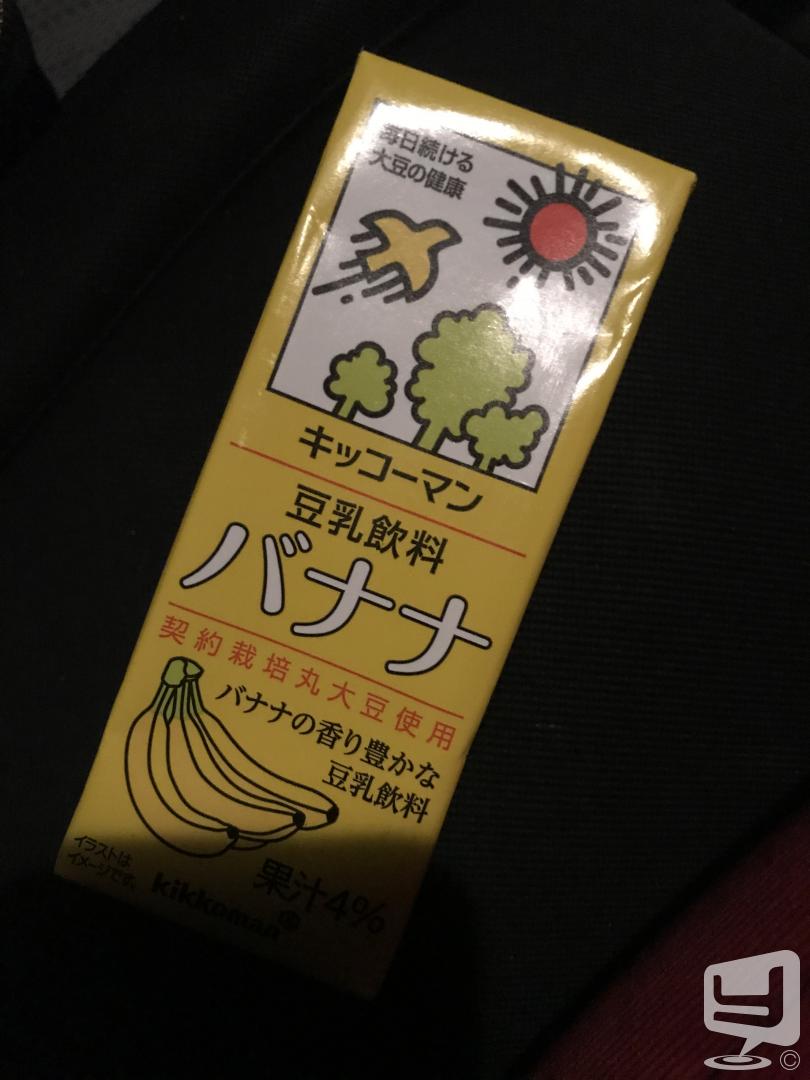 毎日続ける
大豆の健康
キッコーマン
豆乳飲料
バナナ
契約栽培丸大豆使用
バナナの香り豊かな
豆乳飲料
果汁4%
イラストは
イメージです。
kikkoman
y
©